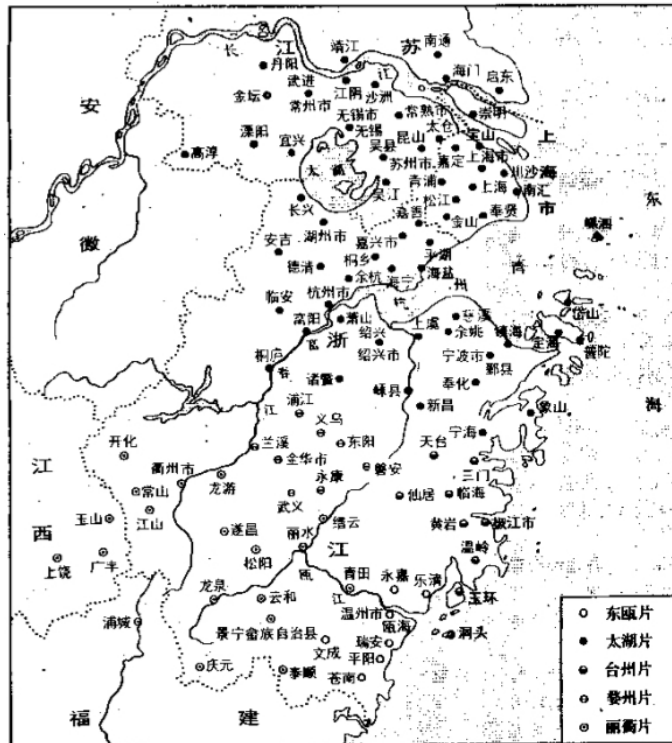 长 江 苏
靖江
南通
丹阳
海门
武进
江
启东
安
金坛
江阴
沙洲
常州市
常熟市
崇明
无锡市
太仓
宝山
上
溧阳
宜兴
无锡
昆山
高淳
太 湖
吴县
嘉定
上海市
苏州市
川沙
海
青浦
上海
南汇
吴江
松江
市
东
长兴
嘉善
金山
奉贤
徽
湖州市
嘉兴市
嵊泗
安吉
平湖
湾
桐乡
德清
海盐
余杭
海宁
州
杭州市
杭
岱山
临安
慈溪
富阳
萧山
绍兴
上虞
余姚
镇海
定海
浙
普陀
富
绍兴市
宁波市
桐庐
鄞县
春
诸暨
奉化
嵊县
海
江
浦江
新昌
象山
义乌
宁海
开化
兰溪
东阳
天台
江
衢州市
金华市
磐安
三门
龙游
永康
常山
仙居
临海
武义
玉山
江山
缙云
黄岩
椒江市
西
遂昌
丽水
江
温岭
上饶
广丰
松阳
瓯
青田
永嘉
乐清
龙泉
云和
江
玉环
温州市
浦城
瓯海
景宁畲族自治县
瑞安
洞头
文成
平阳
庆元
泰顺
苍南
福 建
东瓯片
太湖片
台州片
婺州片
丽衢片